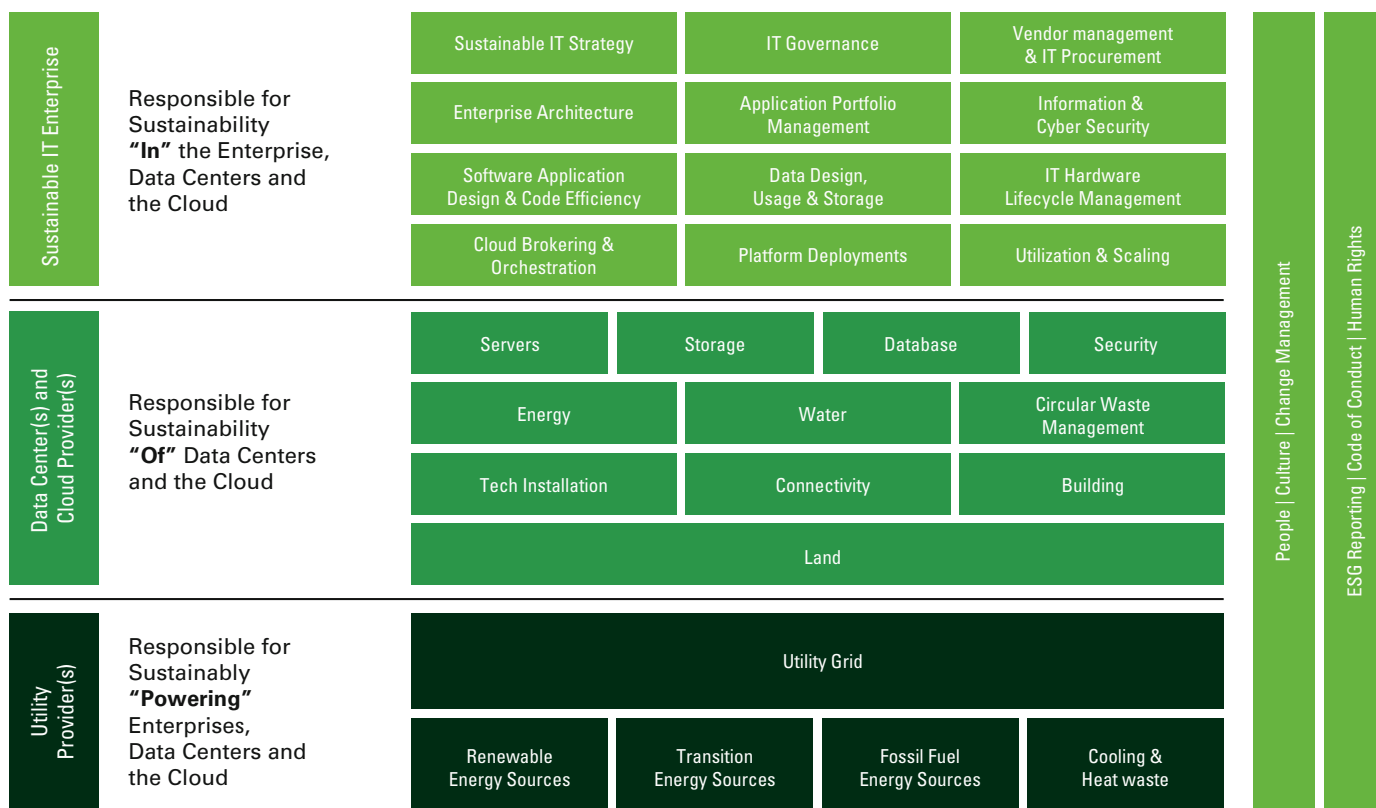 Sustainable IT Enterprise
Responsible for
Sustainability
“In” the Enterprise,
Data Centers and
the Cloud
Sustainable IT Strategy
IT Governance
Vendor management
& IT Procurement
Enterprise Architecture
Application Portfolio
Management
Information &
Cyber Security
Software Application
Design & Code Efficiency
Data Design,
Usage & Storage
IT Hardware
Lifecycle Management
Cloud Brokering &
Orchestration
Platform Deployments
Utilization & Scaling
Data Center(s) and
Cloud Provider(s)
Responsible for
Sustainability
“Of” Data Centers
and the Cloud
Servers
Storage
Database
Security
Energy
Water
Circular Waste
Management
Tech Installation
Connectivity
Building
Land
Utility
Provider(s)
Responsible for
Sustainably
“Powering”
Enterprises,
Data Centers and
the Cloud
Utility Grid
Renewable
Energy Sources
Transition
Energy Sources
Fossil Fuel
Energy Sources
Cooling &
Heat waste
People | Culture | Change Management
ESG Reporting | Code of Conduct | Human Rights